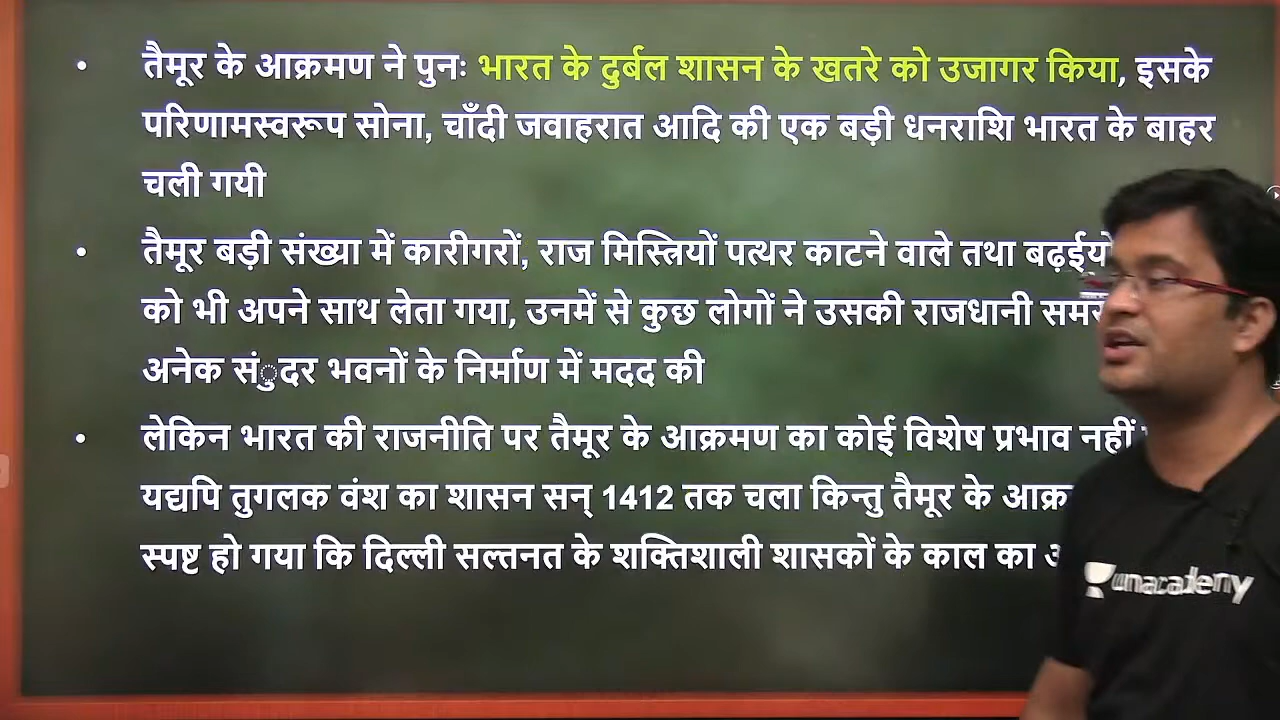 • तैमूर के आक्रमण ने पुनः भारत के दुर्बल शासन के खतरे को उजागर किया, इसके
परिणामस्वरूप सोना, चाँदी जवाहरात आदि की एक बड़ी धनराशि भारत के बाहर
चली गयी
• तैमूर बड़ी संख्या में कारीगरों, राज मिस्त्रियों पत्थर काटने वाले तथा
को भी अपने साथ लेता गया, उनमें से कुछ लोगों ने उसकी राजधानी
अनेक संुदर भवनों के निर्माण में मदद की
• लेकिन भारत की राजनीति पर तैमूर के आक्रमण का कोई विशेष प्रभाव नहीं
यद्यपि तुगलक वंश का शासन सन् 1412 तक चला किन्तु तैमूर के
स्पष्ट हो गया कि दिल्ली सल्तनत के शक्तिशाली शासकों के काल का
unacademy